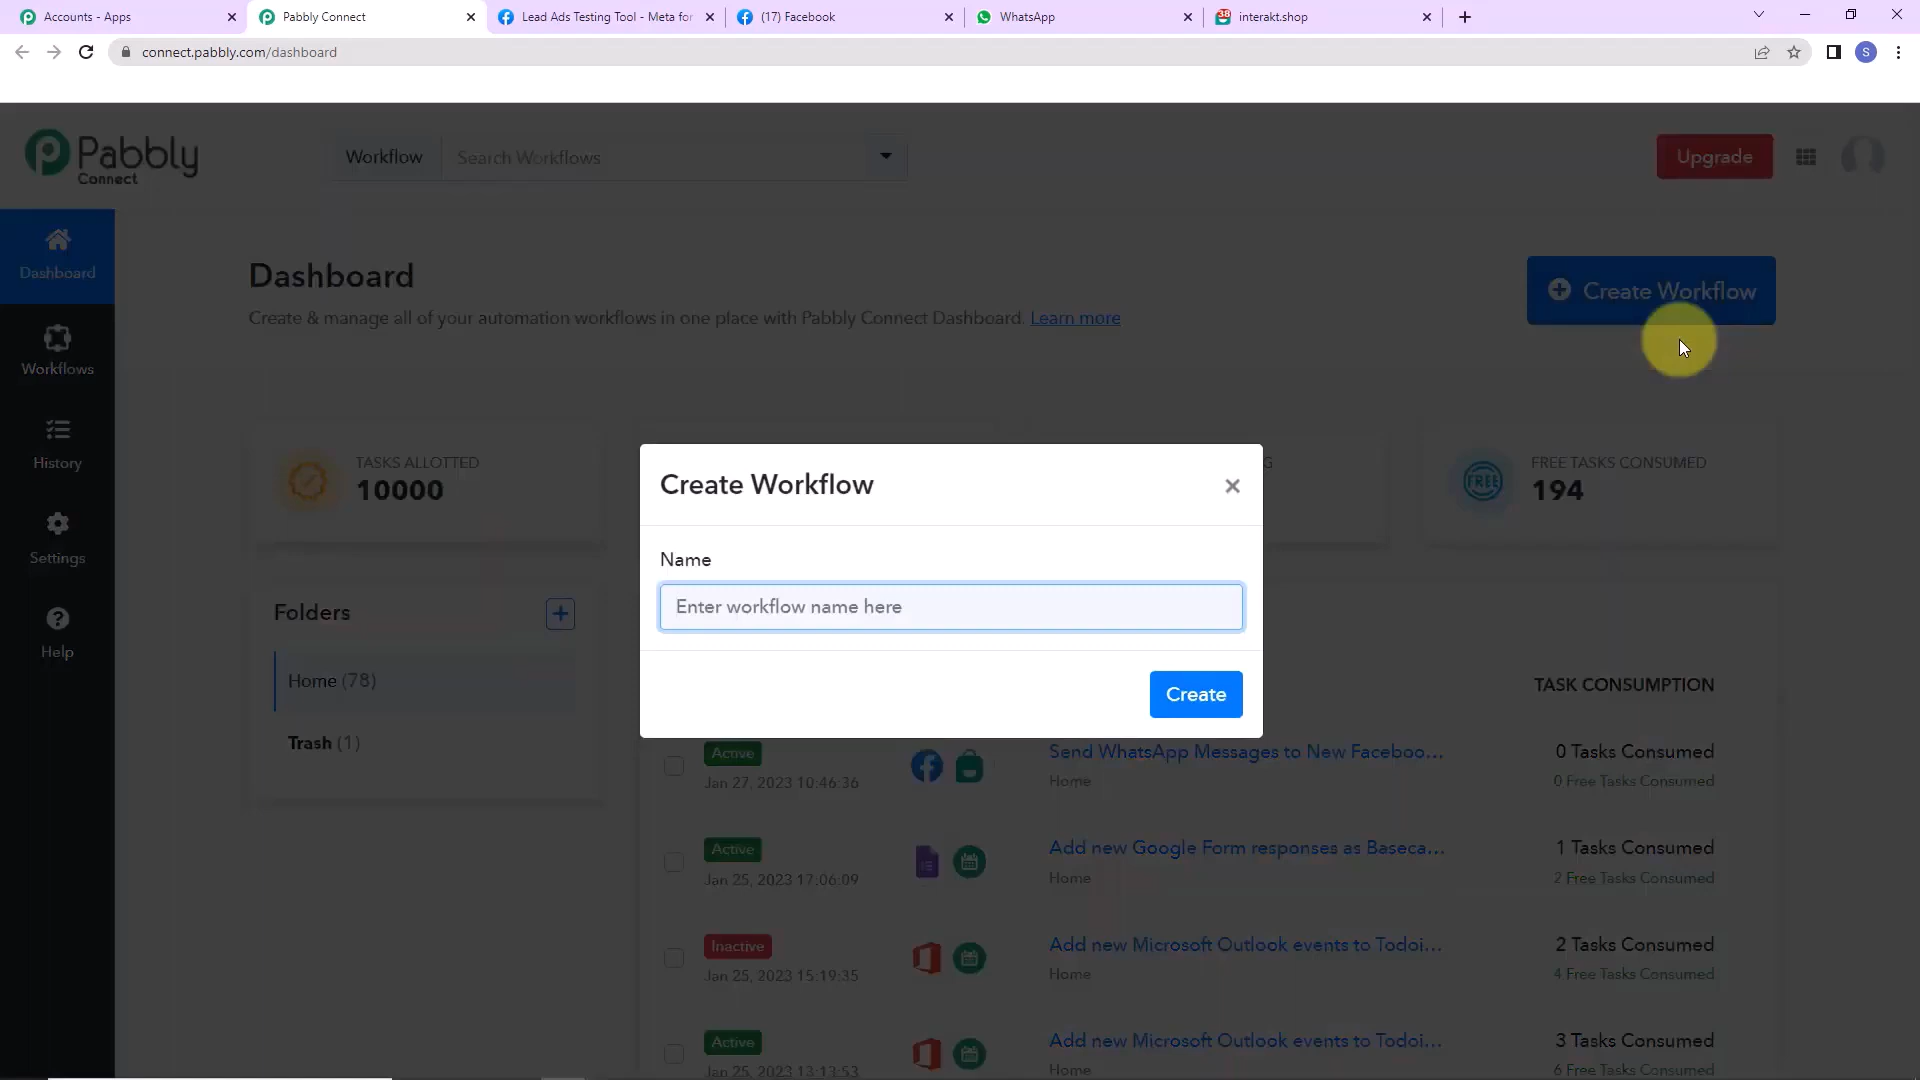 Accounts - Apps
Pabbly Connect
Lead Ads Testing Tool - Meta for
(17) Facebook
WhatsApp
38
interakt.shop
connect.pabbly.com/dashboard
S
Pabbly
Connect
Workflow
Search Workflows
Upgrade
Dashboard
Workflows
History
Settings
Help
Dashboard
Create Workflow
Create & manage all of your automation workflows in one place with Pabbly Connect Dashboard. Learn more
TASKS ALLOTTED
10000
G
FREE
FREE TASKS CONSUMED
194
Create Workflow
Name
Enter workflow name here
Create
Folders
Home (78)
Trash (1)
TASK CONSUMPTION
Active
Jan 27, 2023 10:46:36
Send WhatsApp Messages to New Faceboo...
Home
0 Tasks Consumed
0 Free Tasks Consumed
Active
Jan 25, 2023 17:06:09
Add new Google Form responses as Baseca...
Home
1 Tasks Consumed
2 Free Tasks Consumed
Inactive
Jan 25, 2023 15:19:35
Add new Microsoft Outlook events to Todoi...
Home
2 Tasks Consumed
4 Free Tasks Consumed
Active
Jan 25, 2023 13:13:53
Add new Microsoft Outlook events to Todoi...
Home
3 Tasks Consumed
6 Free Tasks Consumed